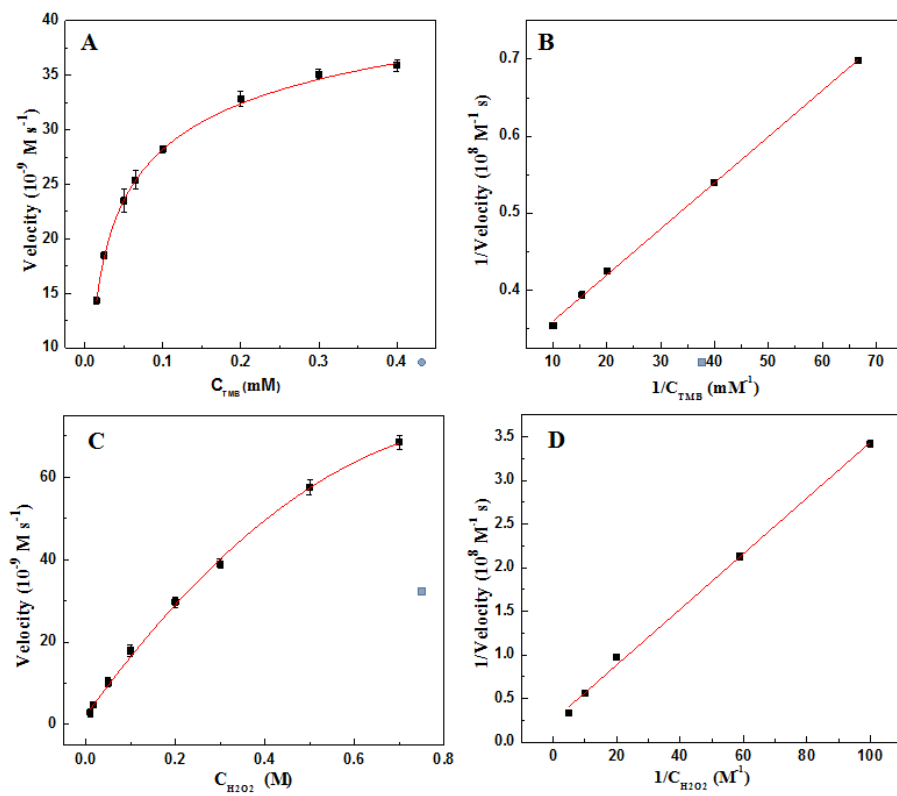 A
Velocity (10⁻⁹ M s⁻¹)
40
35
30
25
20
15
10
0.0 0.1 0.2 0.3 0.4
C_TMB (mM)
B
1/Velocity (10⁸ M⁻¹ s)
0.7
0.6
0.5
0.4
10 20 30 40 50 60 70
1/C_TMB (mM⁻¹)
C
Velocity (10⁻⁹ M s⁻¹)
60
40
20
0
0.0 0.2 0.4 0.6 0.8
C_H2O2 (M)
D
1/Velocity (10⁸ M⁻¹ s)
3.5
3.0
2.5
2.0
1.5
1.0
0.5
0.0
0 20 40 60 80 100
1/C_H2O2 (M⁻¹)